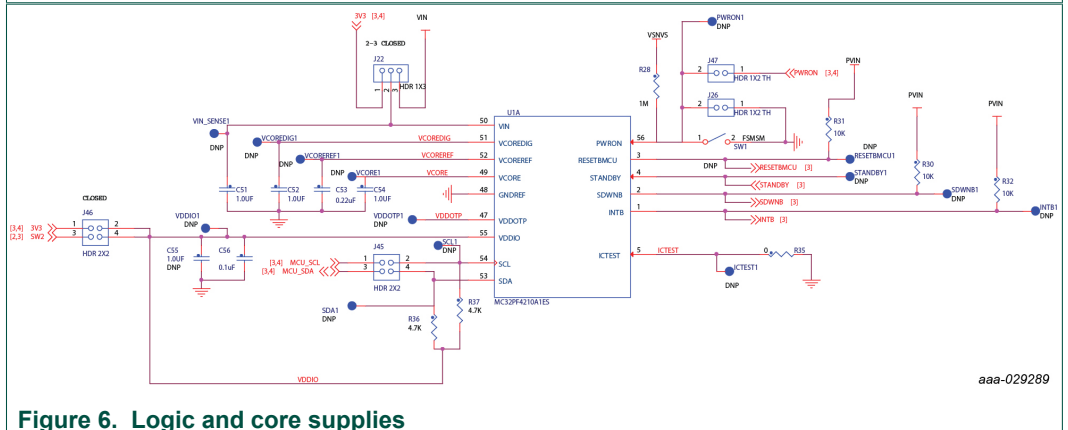 3V3 [3,4]
VIN
2-3 CLOSED
J22
HDR 1X3
1
2
3
VIN_SENSE1
DNP
VCOREDIG1
DNP
VCOREDIG
VCOREREF1
DNP
VCOREREF
VCORE1
VCORE
C51
1.0UF
C52
1.0UF
C53
0.22uF
C54
1.0UF
U1A
50
VIN
51
VCOREDIG
52
VCOREREF
49
VCORE
48
GNDREF
47
VDDOTP
55
VDDIO
54
SCL
53
SDA
MC32PF4210A1ES
VDDOTP1
DNP
VDDOTP
CLOSED
J46
[3,4] 3V3
[2,3] SW2
1
2
3
4
HDR 2X2
VDDIO1
DNP
C55
1.0UF
DNP
C56
0.1uF
SCL1
DNP
J45
[3,4] MCU_SCL
[3,4] MCU_SDA
1
2
3
4
HDR 2X2
SDA1
DNP
R36
4.7K
R37
4.7K
VDDIO
PWRON1
DNP
VSNVS
R28
1M
J47
2
1
HDR 1X2 TH
PWRON [3,4]
J26
2
1
HDR 1X2 TH
1
2
FSMSM
SW1
PWRON
56
RESETBMCU
3
STANDBY
4
SDWNB
2
INTB
1
ICTEST
5
PVIN
R31
10K
DNP
RESETBMCU1
DNP
RESETBMCU [3]
STANDBY1
DNP
STANDBY [3]
PVIN
R30
10K
SDWNB1
DNP
SDWNB [3]
PVIN
R32
10K
INTB1
DNP
INTB [3]
ICTEST
ICTEST1
DNP
0
R35
aaa-029289
Figure 6. Logic and core supplies